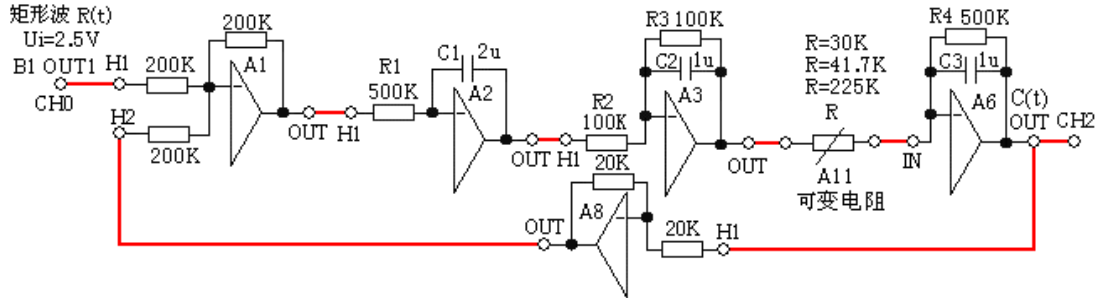 矩形波 R(t)
Ui=2.5V
B1 OUT1 H1
CH0
200K
H2
200K
200K
A1
OUT H1
R1
500K
C1 2u
A2
OUT H1
R2
100K
R3 100K
C2 1u
A3
OUT
R=30K
R=41.7K
R=225K
R
A11
可变电阻
IN
R4 500K
C3 1u
A6
C(t)
OUT CH2
20K
A8
OUT
20K
H1